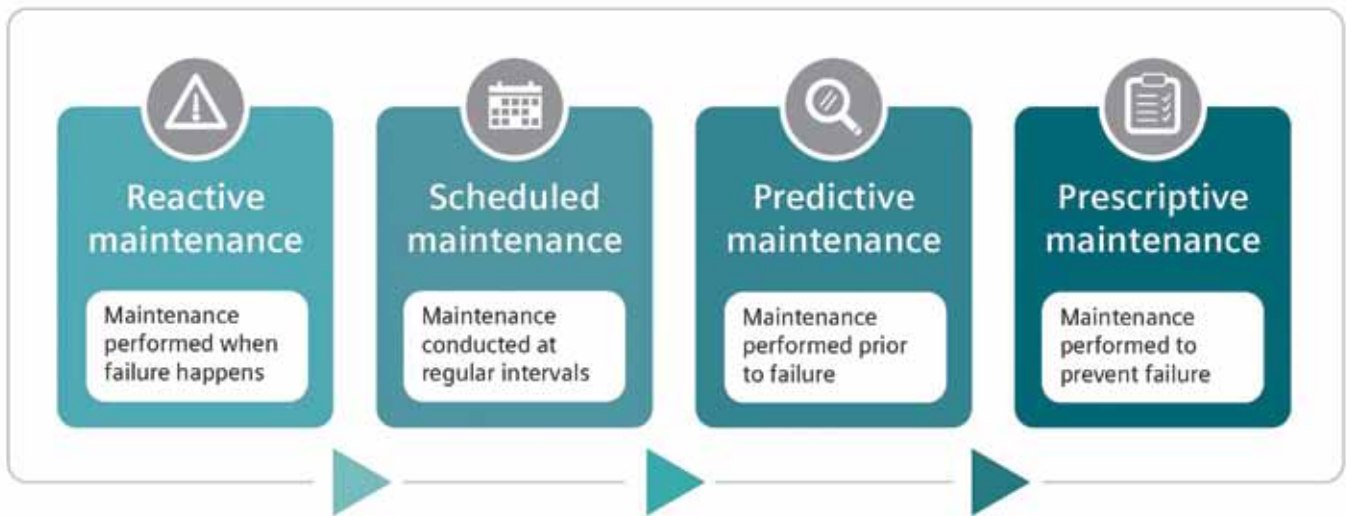 Reactive
maintenance
Maintenance
performed when
failure happens
Scheduled
maintenance
Maintenance
conducted at
regular intervals
Predictive
maintenance
Maintenance
performed prior
to failure
Prescriptive
maintenance
Maintenance
performed to
prevent failure